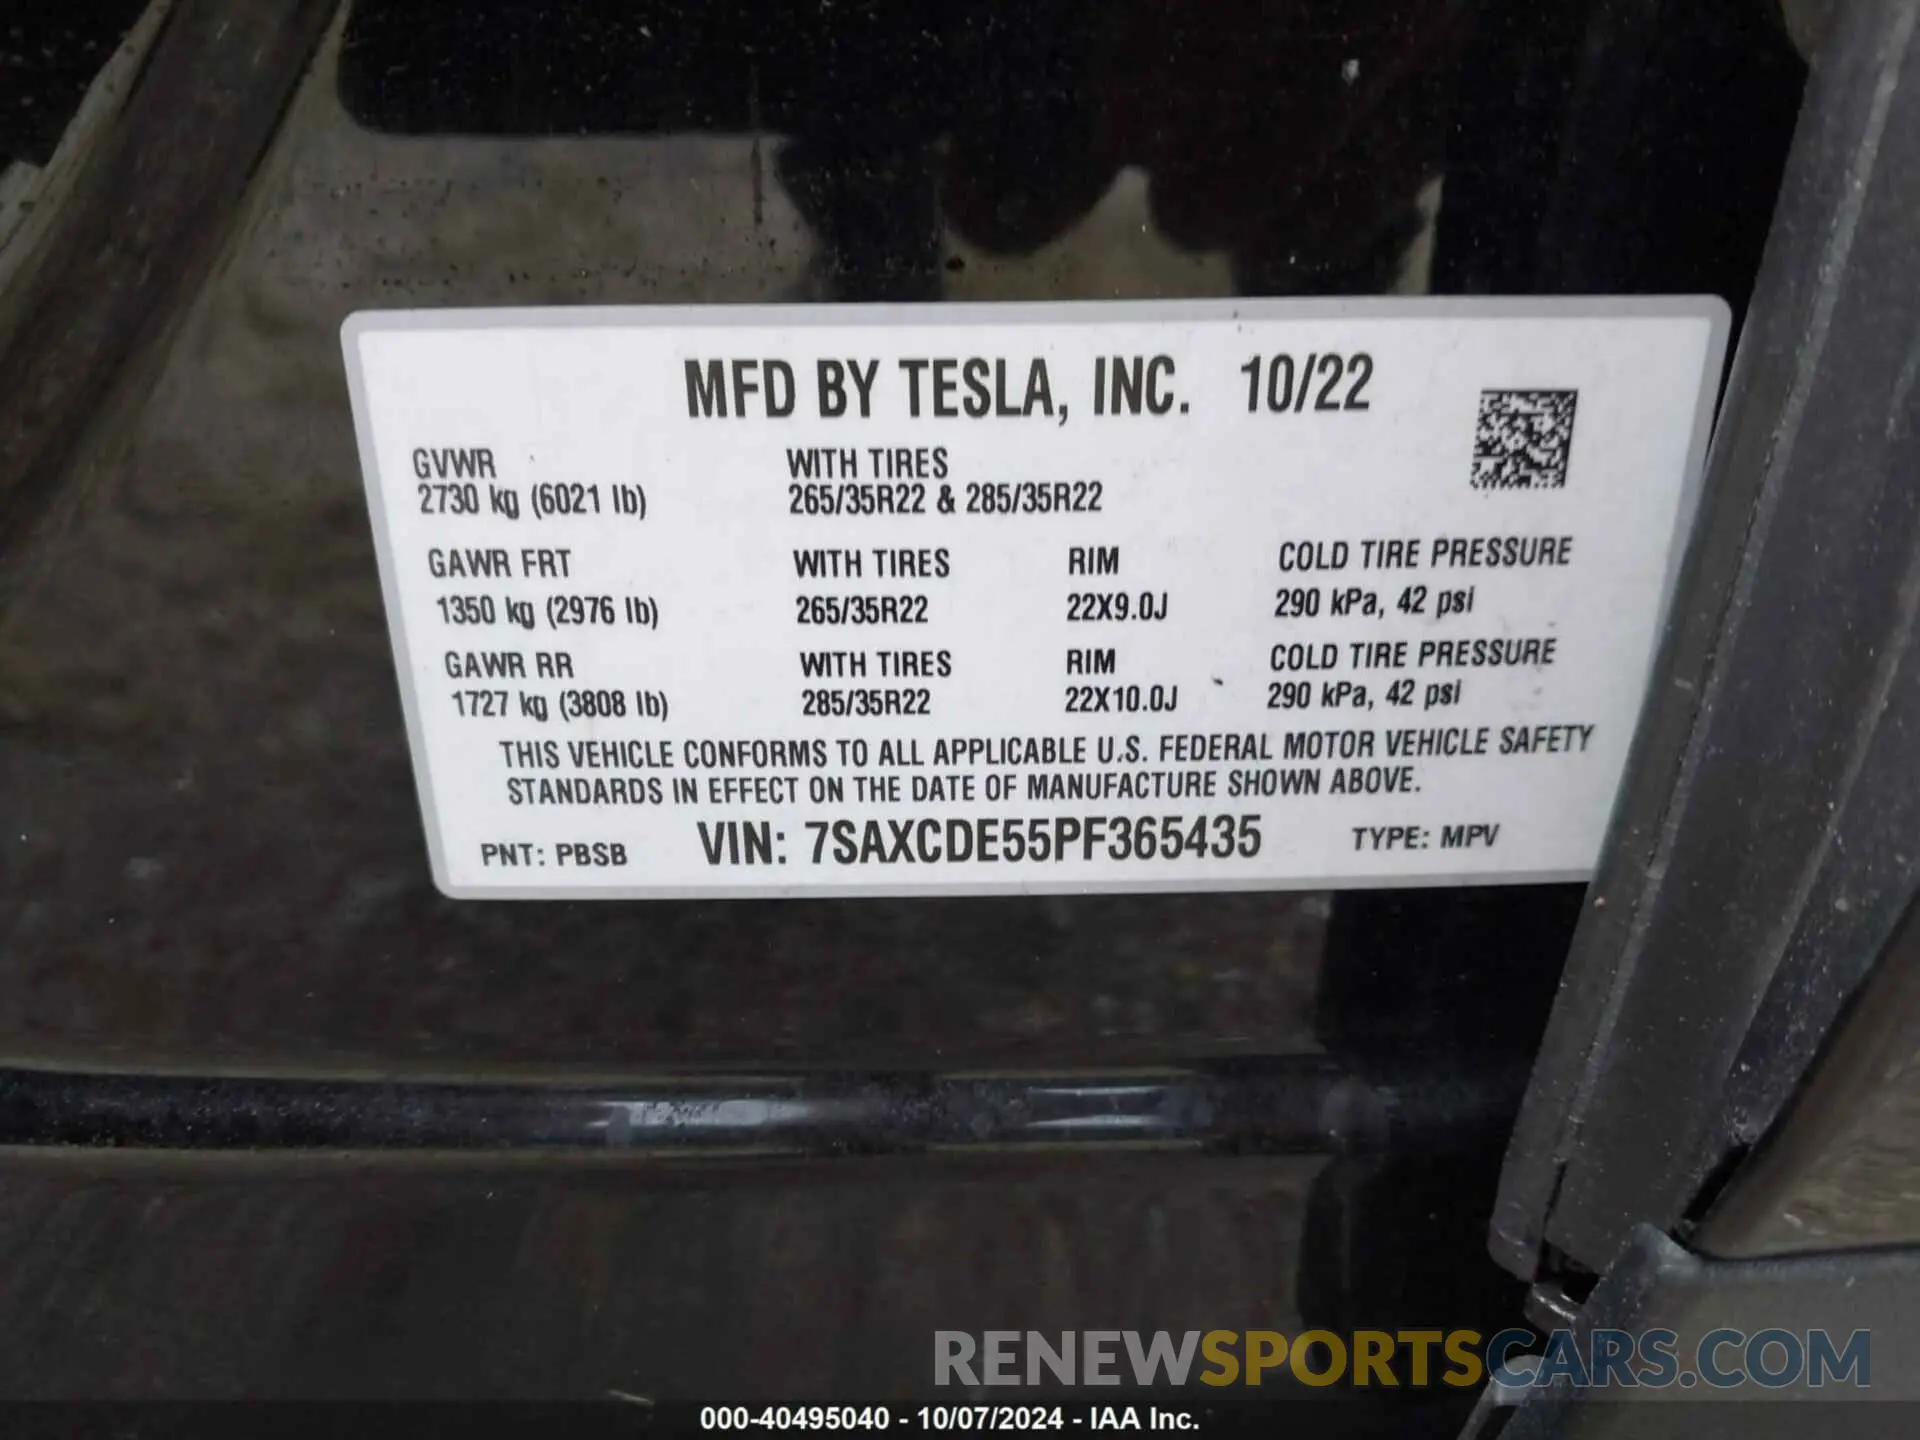 MFD BY TESLA, INC. 10/22
GVWR WITH TIRES
2730 kg (6021 lb) 265/35R22 & 285/35R22
GAWR FRT WITH TIRES RIM COLD TIRE PRESSURE
1350 kg (2976 lb) 265/35R22 22X9.0J 290 kPa, 42 psi
GAWR RR WITH TIRES RIM COLD TIRE PRESSURE
1727 kg (3808 lb) 285/35R22 22X10.0J 290 kPa, 42 psi
THIS VEHICLE CONFORMS TO ALL APPLICABLE U.S. FEDERAL MOTOR VEHICLE SAFETY
STANDARDS IN EFFECT ON THE DATE OF MANUFACTURE SHOWN ABOVE.
PNT: PBSB VIN: 7SAXCDE55PF365435 TYPE: MPV
RENEWSPORTSCARS.COM
000-40495040 - 10/07/2024 - IAA Inc.